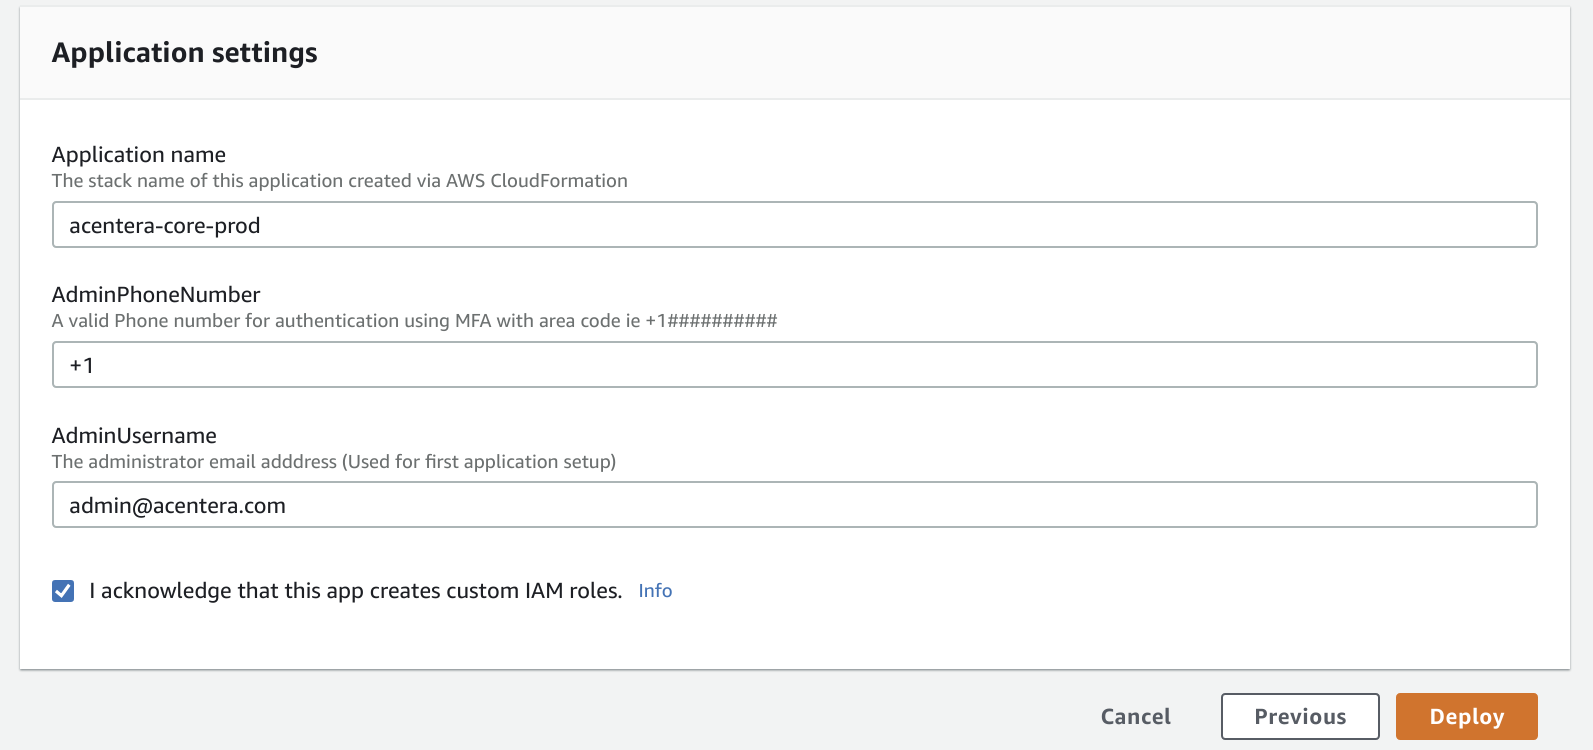 Application settings
Application name
The stack name of this application created via AWS CloudFormation
acentera-core-prod
AdminPhoneNumber
A valid Phone number for authentication using MFA with area code ie +1##########
+1
AdminUsername
The administrator email adddress (Used for first application setup)
admin@acentera.com
I acknowledge that this app creates custom IAM roles. Info
Cancel Previous Deploy